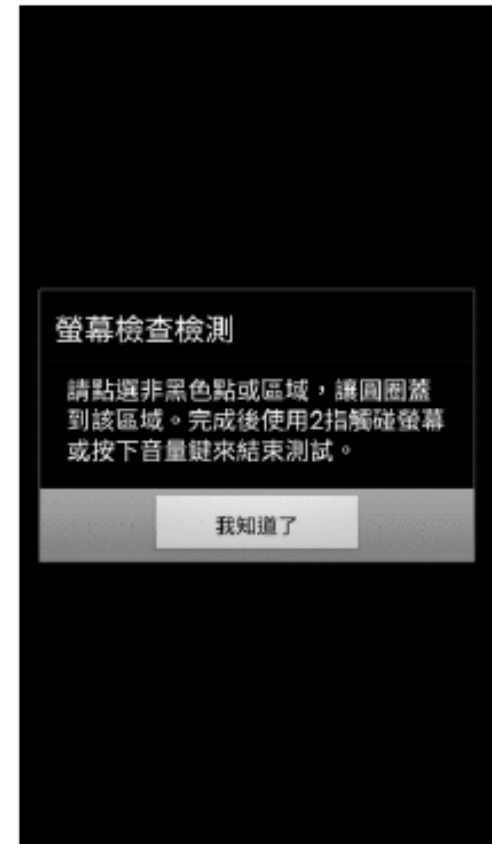 螢幕檢查檢測
請點選非黑色點或區域，讓圓圈蓋
到該區域。完成後使用2指觸碰螢幕
或按下音量鍵來結束測試。
我知道了